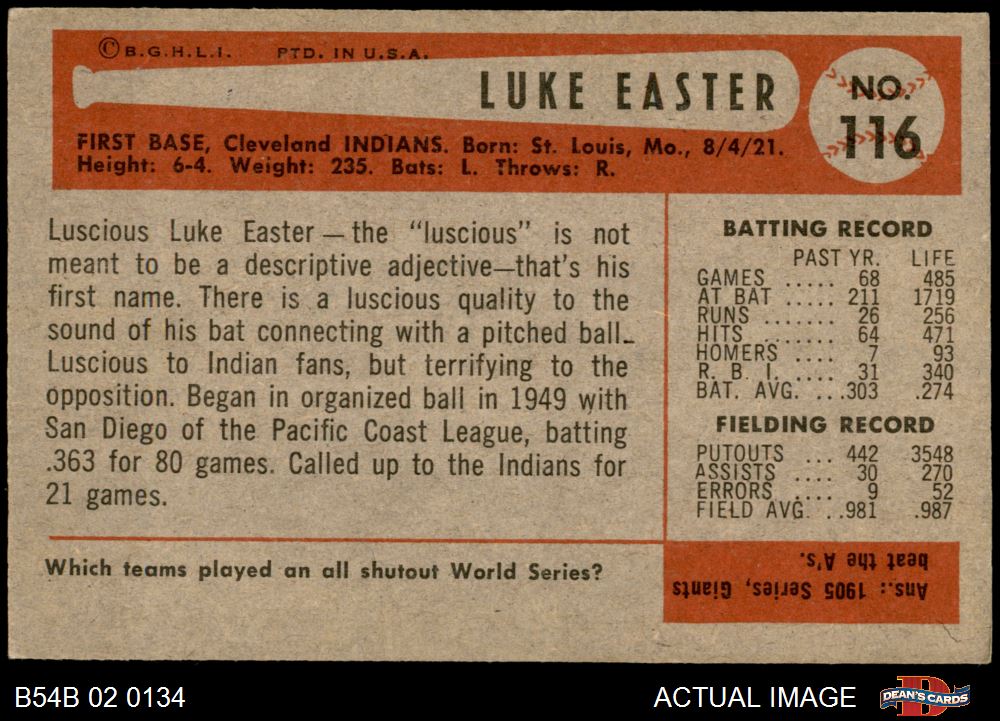 © B.G.H.L.I. PTD. IN U.S.A.
LUKE EASTER
NO.
116
FIRST BASE, Cleveland INDIANS. Born: St. Louis, Mo., 8/4/21.
Height: 6-4. Weight: 235. Bats: L. Throws: R.
Luscious Luke Easter — the "luscious" is not
meant to be a descriptive adjective—that's his
first name. There is a luscious quality to the
sound of his bat connecting with a pitched ball.
Luscious to Indian fans, but terrifying to the
opposition. Began in organized ball in 1949 with
San Diego of the Pacific Coast League, batting
.363 for 80 games. Called up to the Indians for
21 games.
Which teams played an all shutout World Series?
BATTING RECORD
PAST YR. LIFE
GAMES ..... 68 485
AT BAT ..... 211 1719
RUNS ....... 26 256
HITS ....... 64 471
HOMERS .... 7 93
R. B. I. .... 31 340
BAT. AVG. ...303 .274
FIELDING RECORD
PUTOUTS ... 442 3548
ASSISTS .... 30 270
ERRORS .... 9 52
FIELD AVG. ..981 .987
Ans.: 1905 Series, Giants
beat the A's.
B54B 02 0134
ACTUAL IMAGE
DEAN'S CARDS